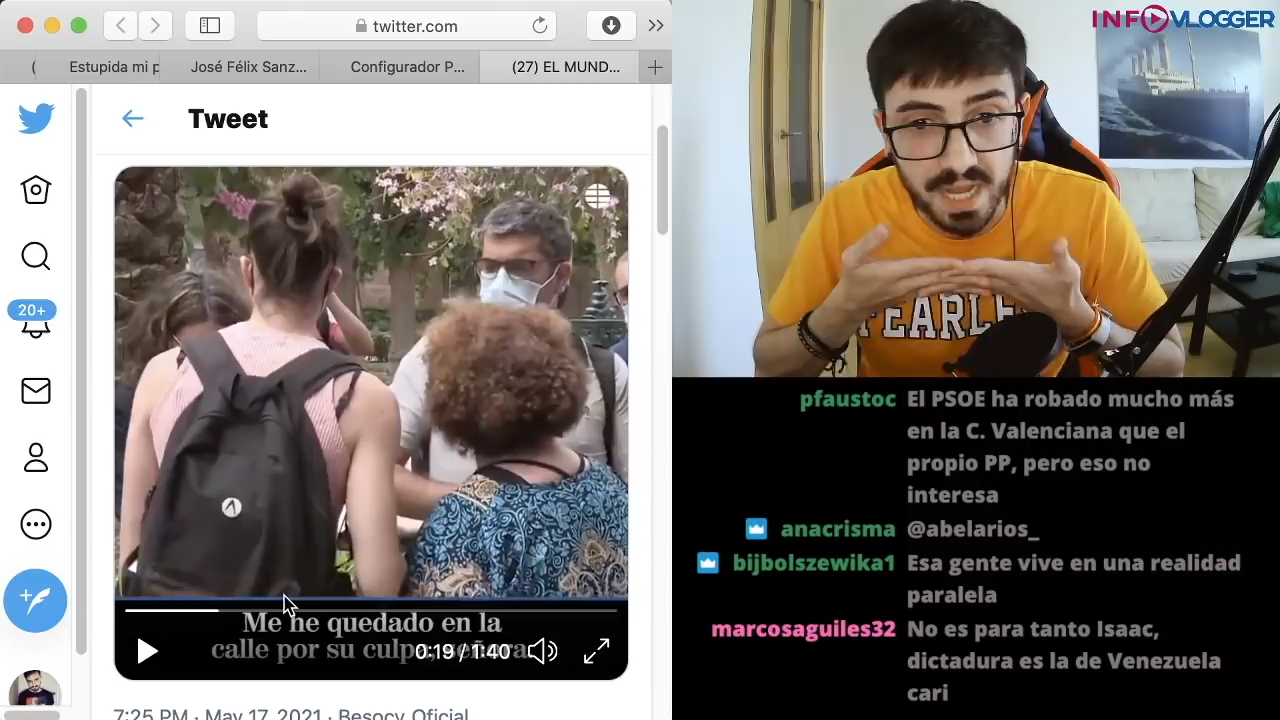 twitter.com
Estupida mi p
José Félix Sanz...
Configurador P...
(27) EL MUND...
Tweet
20+
Me he quedado en la
calle por su culpa, señora
0:19 / 1:40
7:25 PM · May 17, 2021 · Besocy Oficial
INFOVLOGGER
FEARLE
pfaustoc El PSOE ha robado mucho más
en la C. Valenciana que el
propio PP, pero eso no
interesa
anacrisma @abelarios_
bijbolszewika1 Esa gente vive en una realidad
paralela
marcosaguiles32 No es para tanto Isaac,
dictadura es la de Venezuela
cari